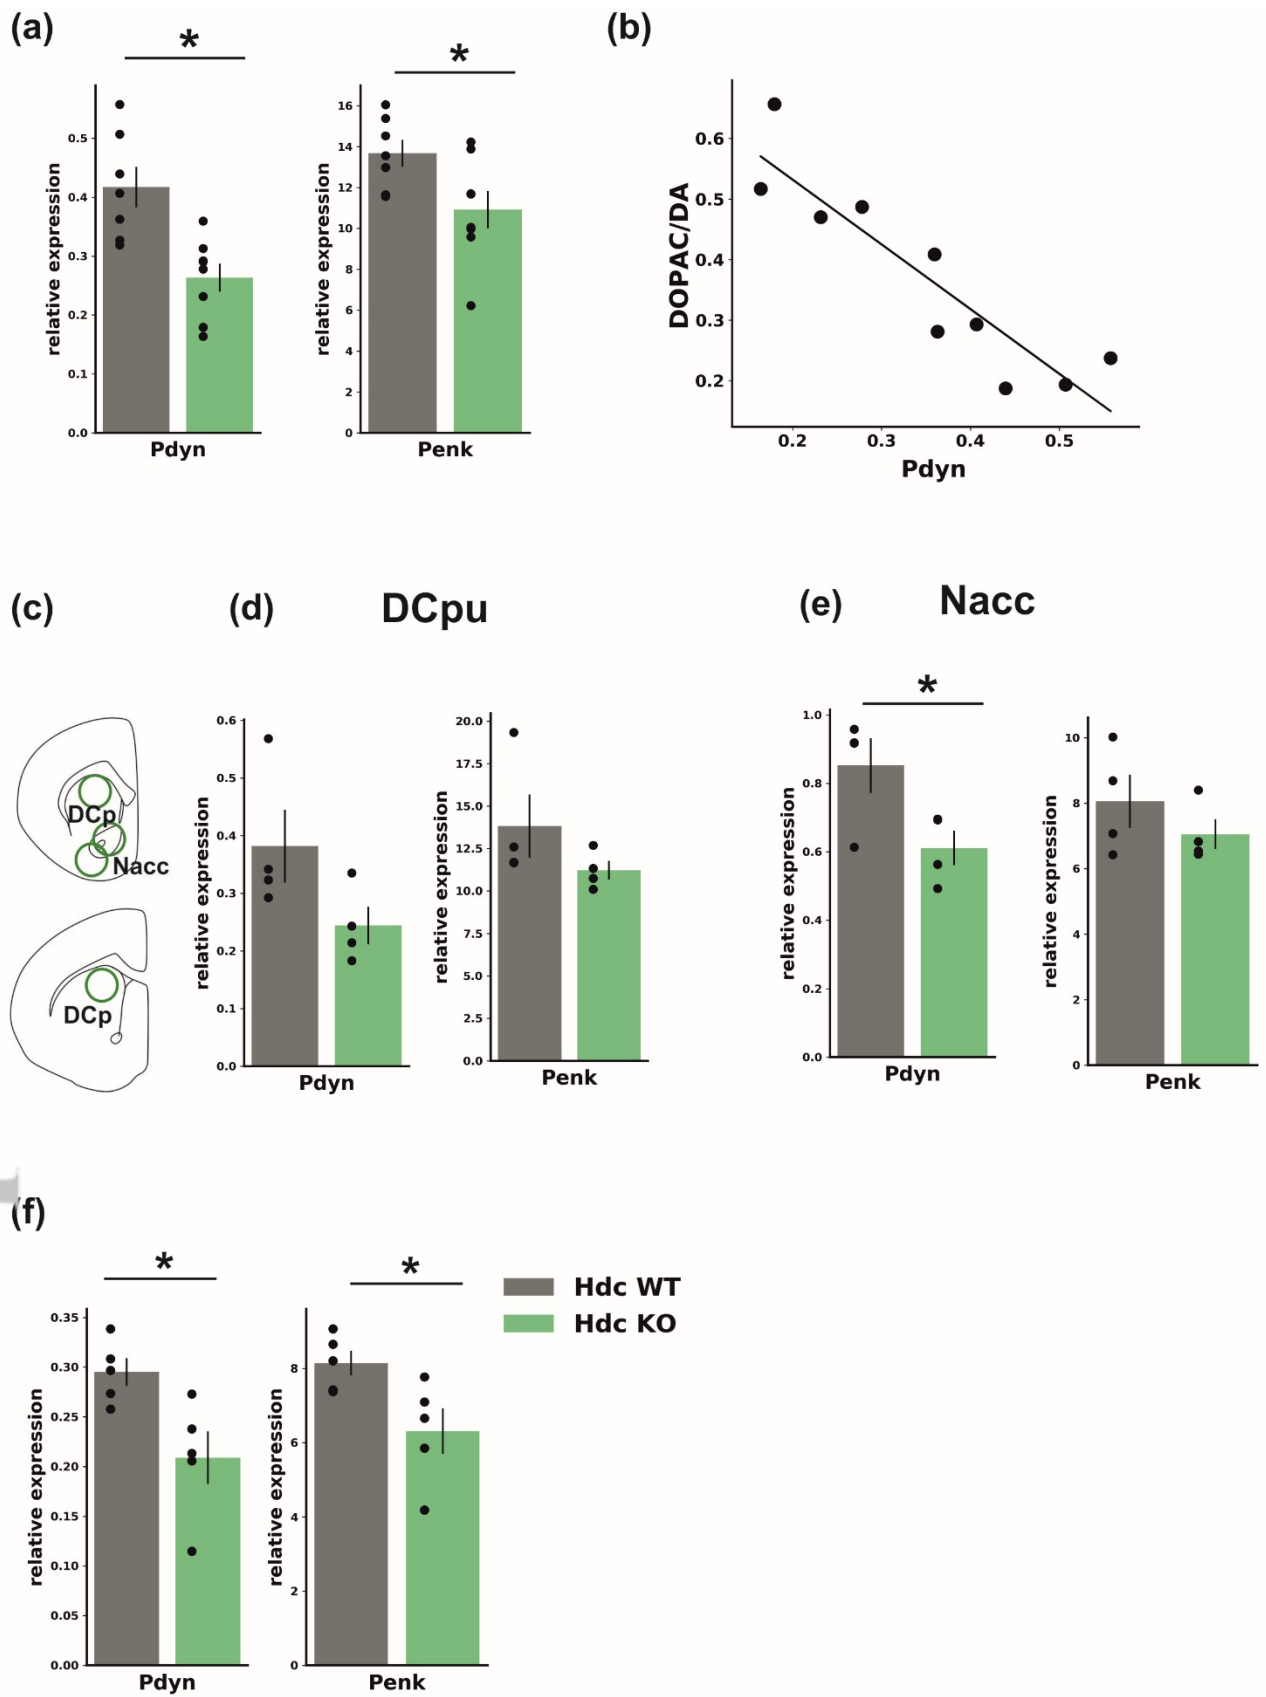 (a)
(b)
*
*
relative expression
0.5
0.4
0.3
0.2
0.1
0.0
Pdyn
relative expression
16
14
12
10
8
6
4
2
0
Penk
DOPAC/DA
0.6
0.5
0.4
0.3
0.2
0.2 0.3 0.4 0.5
Pdyn
(c)
(d)
DCpu
(e)
Nacc
DCp
Nacc
DCp
relative expression
0.6
0.5
0.4
0.3
0.2
0.1
0.0
Pdyn
relative expression
20.0
17.5
15.0
12.5
10.0
7.5
5.0
2.5
0.0
Penk
*
relative expression
1.0
0.8
0.6
0.4
0.2
0.0
Pdyn
relative expression
10
8
6
4
2
0
Penk
(f)
*
*
relative expression
0.35
0.30
0.25
0.20
0.15
0.10
0.05
0.00
Pdyn
relative expression
8
6
4
2
0
Penk
Hdc WT
Hdc KO